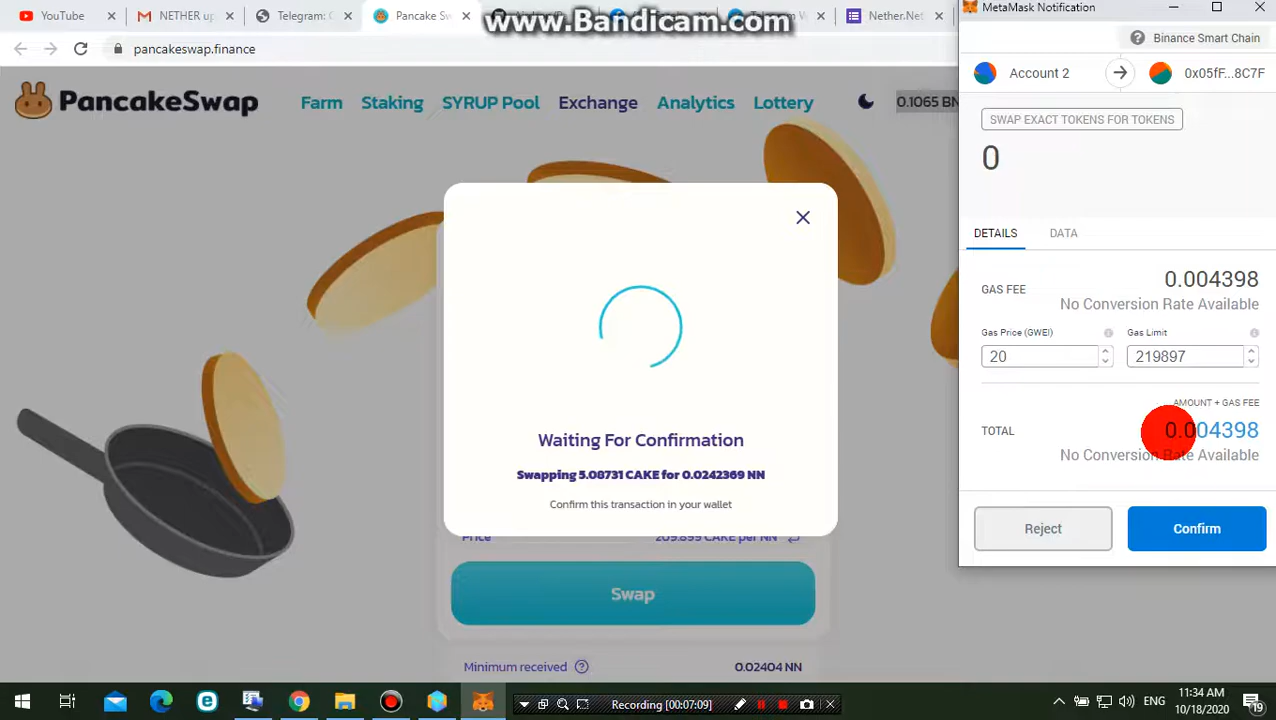 YouTube
NETHER up
Telegram: C
Pancake Sw
Nether.Net
www.Bandicam.com
MetaMask Notification
pancakeswap.finance
Binance Smart Chain
Account 2
0x05fF...8C7F
PancakeSwap
Farm
Staking
SYRUP Pool
Exchange
Analytics
Lottery
0.1065 BN
SWAP EXACT TOKENS FOR TOKENS
0
DETAILS
DATA
GAS FEE
0.004398
No Conversion Rate Available
Gas Price (GWEI)
Gas Limit
20
219897
AMOUNT + GAS FEE
TOTAL
0.004398
No Conversion Rate Available
Reject
Confirm
Waiting For Confirmation
Swapping 5.08731 CAKE for 0.0242369 NN
Confirm this transaction in your wallet
Price
209.899 CAKE per NN
Swap
Minimum received
0.02404 NN
Recording [00:07:09]
ENG
11:34 AM
10/18/2020
19